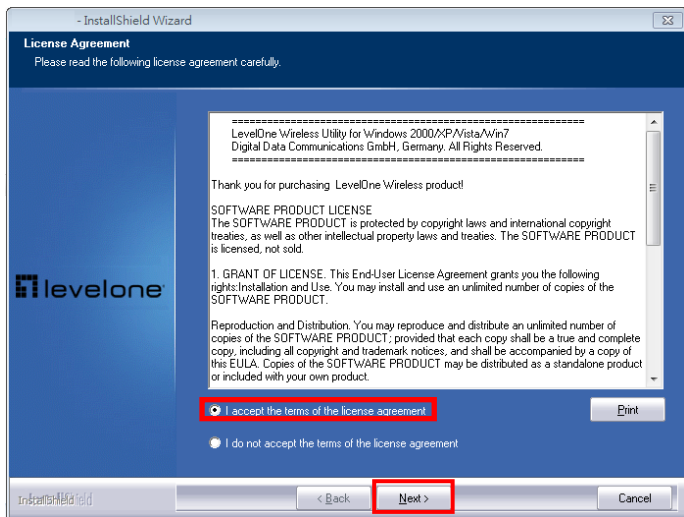 - InstallShield Wizard
License Agreement
Please read the following license agreement carefully.
==================================================
LevelOne Wireless Utility for Windows 2000/XP/Vista/Win7
Digital Data Communications GmbH, Germany. All Rights Reserved.
==================================================
Thank you for purchasing LevelOne Wireless product!
SOFTWARE PRODUCT LICENSE
The SOFTWARE PRODUCT is protected by copyright laws and international copyright
treaties, as well as other intellectual property laws and treaties. The SOFTWARE PRODUCT
is licensed, not sold.
1. GRANT OF LICENSE. This End-User License Agreement grants you the following
rights:Installation and Use. You may install and use an unlimited number of copies of the
SOFTWARE PRODUCT.
Reproduction and Distribution. You may reproduce and distribute an unlimited number of
copies of the SOFTWARE PRODUCT; provided that each copy shall be a true and complete
copy, including all copyright and trademark notices, and shall be accompanied by a copy of
this EULA. Copies of the SOFTWARE PRODUCT may be distributed as a standalone product
or included with your own product.
levelone
I accept the terms of the license agreement
Print
I do not accept the terms of the license agreement
InstallShield
< Back
Next >
Cancel